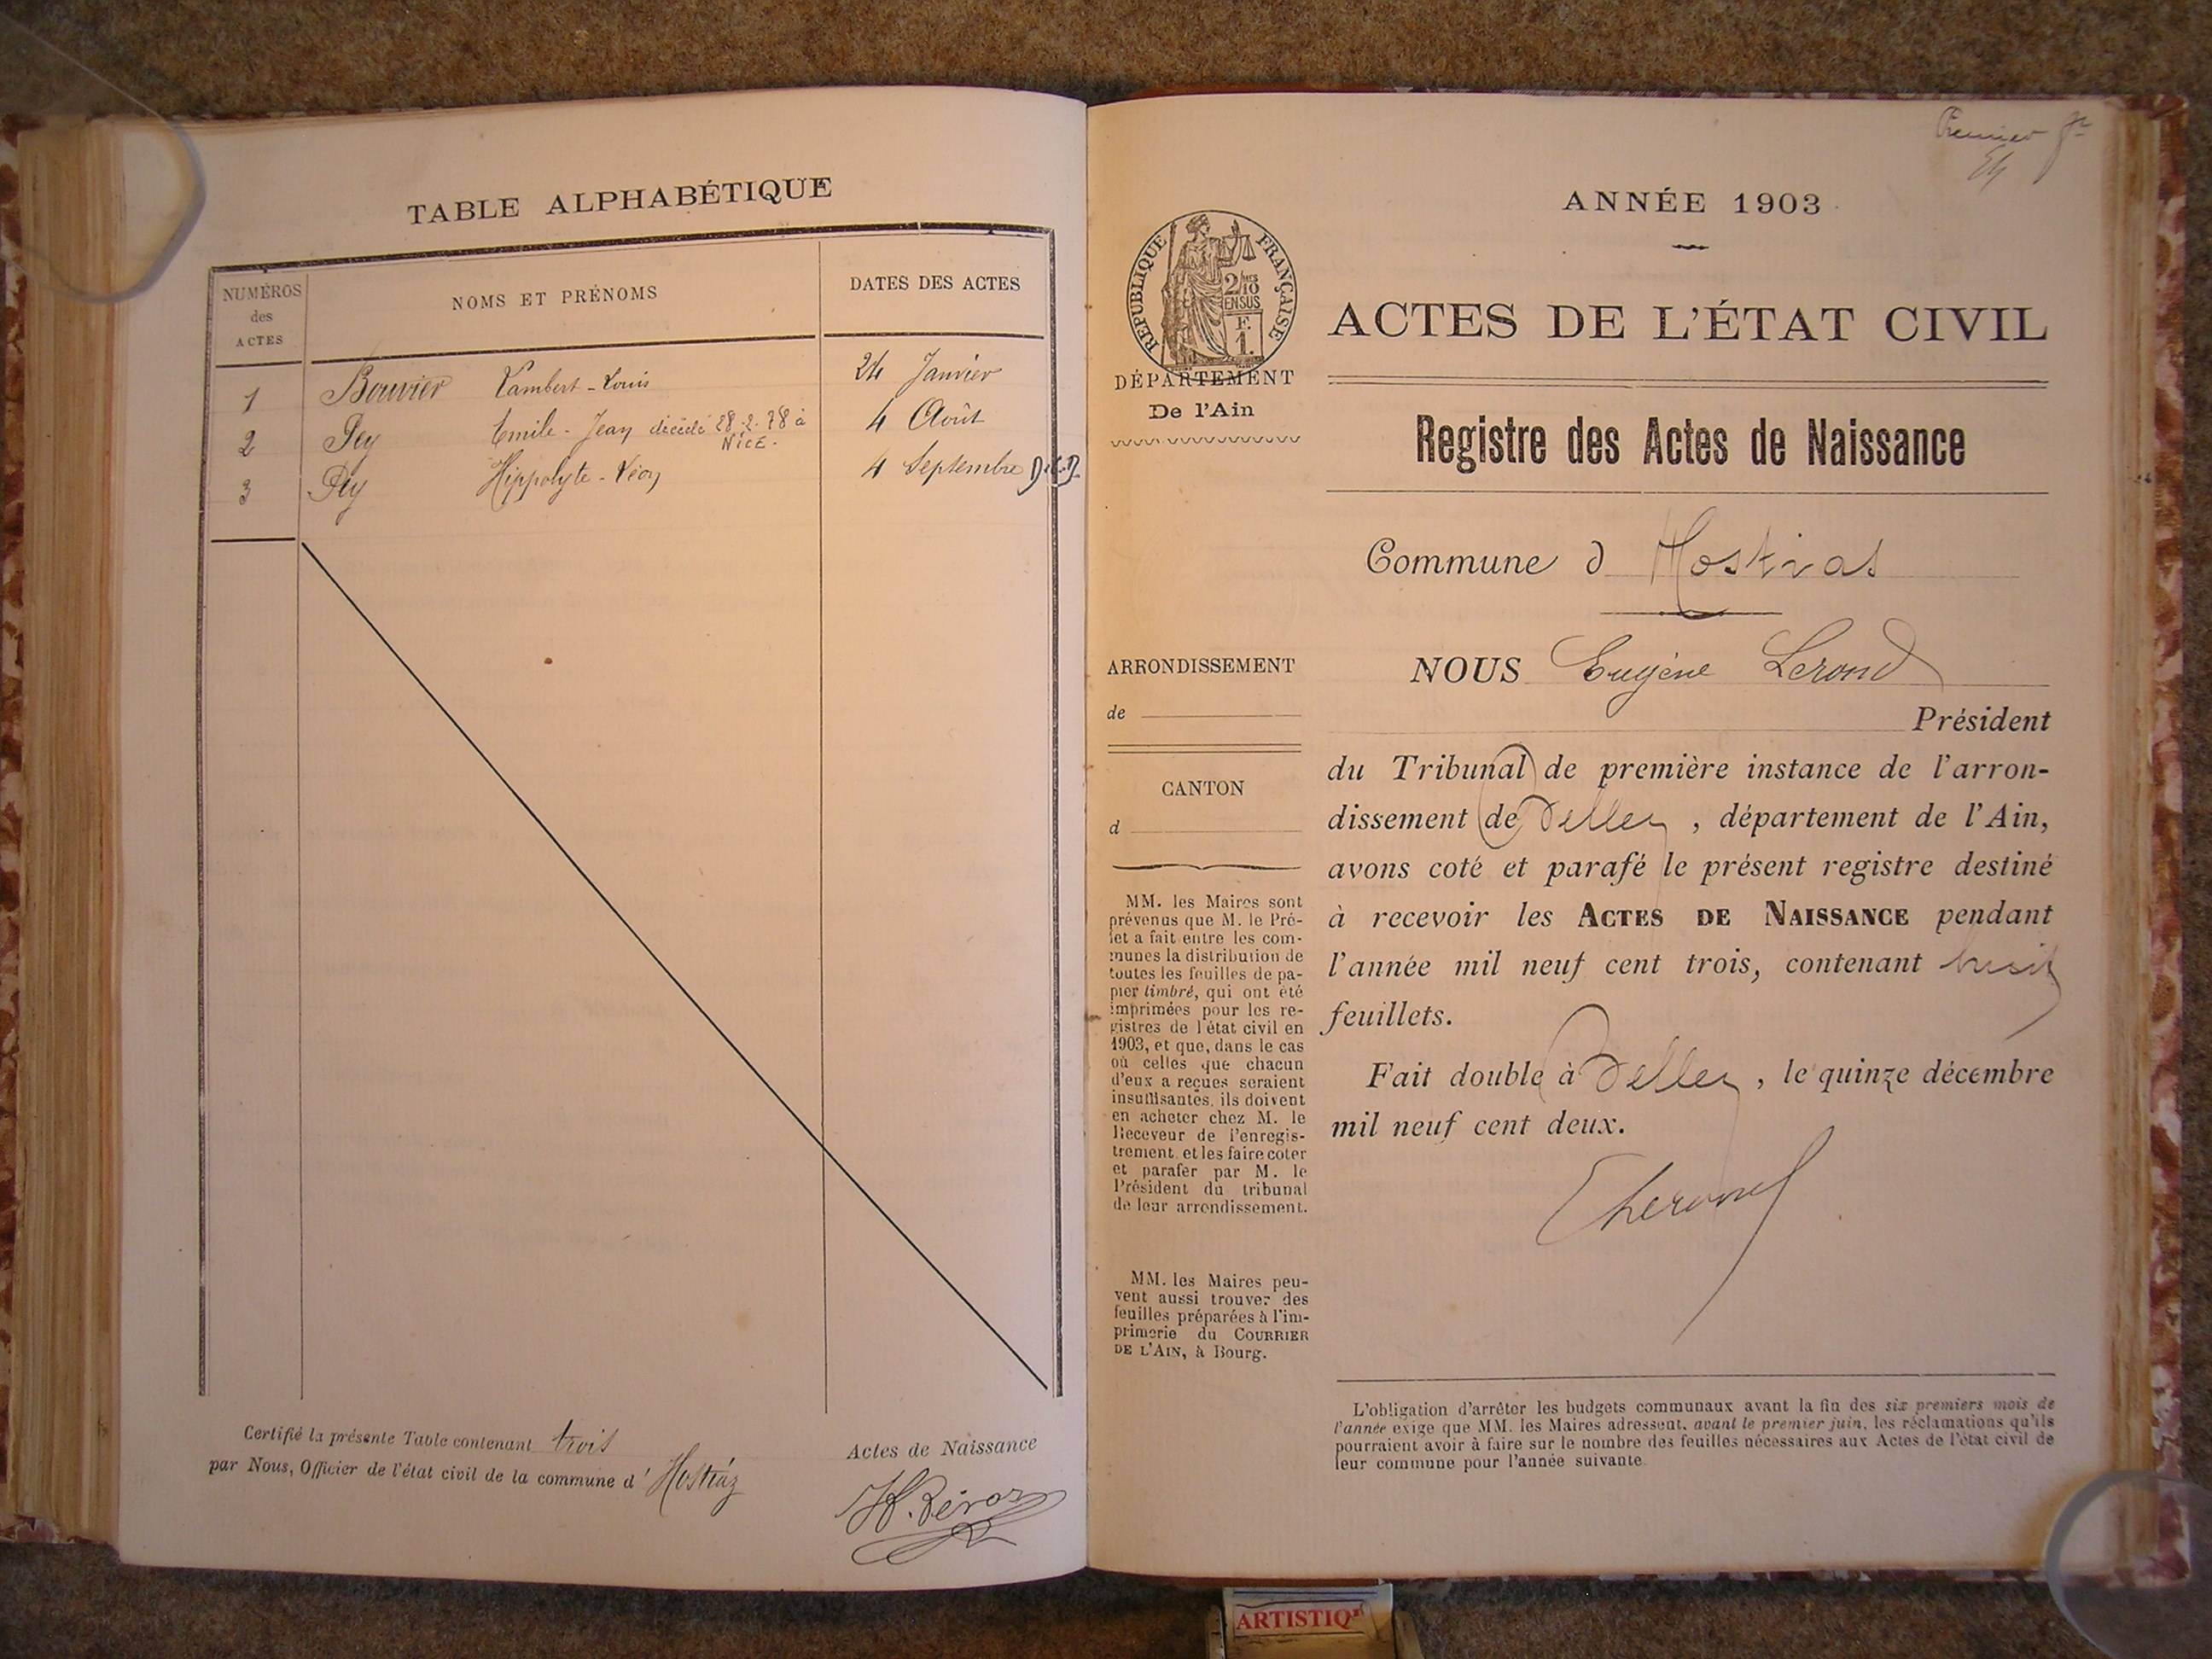 TABLE ALPHABÉTIQUE
NUMÉROS
des
ACTES
NOMS ET PRÉNOMS
DATES DES ACTES
1 Bouvier Lambert-Louis 24 Janvier
2 Pey Emile-Jean décédé 28.2.78 à
NICE.
4 Août
3 Pey Hippolyte-Léon 4 Septembre
Certifié la présente Table contenant trois Actes de Naissance
par Nous, Officier de l'état civil de la commune d' Hostiaz
Premier
ANNÉE 1903
RÉPUBLIQUE FRANÇAISE
2/10
EN SUS
F.
1.
DÉPARTEMENT
De l'Ain
ARRONDISSEMENT
de
CANTON
d
MM. les Maires sont
prévenus que M. le Pré-
fet a fait entre les com-
munes la distribution de
toutes les feuilles de pa-
pier timbré, qui ont été
imprimées pour les re-
gistres de l'état civil en
1903, et que, dans le cas
où celles que chacun
d'eux a reçues seraient
insuffisantes, ils doivent
en acheter chez M. le
Receveur de l'enregis-
trement, et les faire coter
et parafer par M. le
Président du tribunal
de leur arrondissement.
MM. les Maires peu-
vent aussi trouver des
feuilles préparées à l'im-
primerie du COURRIER
DE L'AIN, à Bourg.
ACTES DE L'ÉTAT CIVIL
Registre des Actes de Naissance
Commune d Hostias
NOUS Eugène Lerond
Président
du Tribunal de première instance de l'arron-
dissement de Belley, département de l'Ain,
avons coté et parafé le présent registre destiné
à recevoir les ACTES DE NAISSANCE pendant
l'année mil neuf cent trois, contenant
feuillets.
Fait double à Belley, le quinze décembre
mil neuf cent deux.
L'obligation d'arrêter les budgets communaux avant la fin des six premiers mois de
l'année exige que MM. les Maires adressent, avant le premier juin, les réclamations qu'ils
pourraient avoir à faire sur le nombre des feuilles nécessaires aux Actes de l'état civil de
leur commune pour l'année suivante.
ARTISTIQ